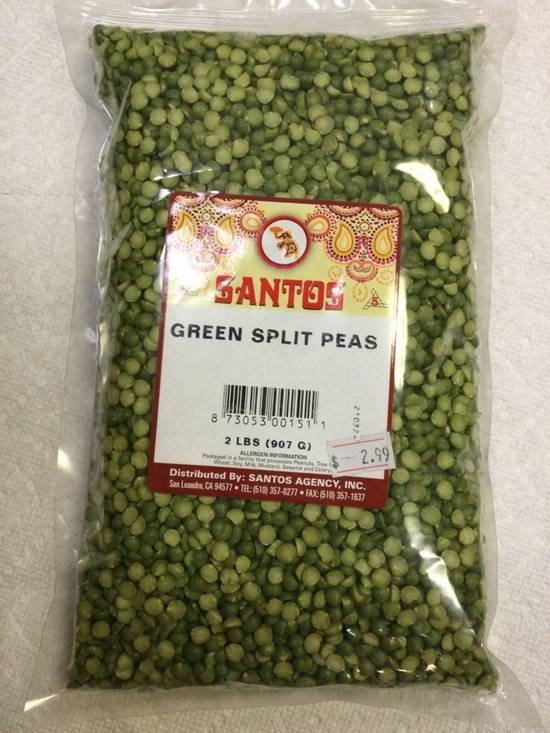 SANTOS
GREEN SPLIT PEAS
8 73053 00151 1
2 LBS (907 G)
ALLERGEN INFORMATION
Packaged in a facility that processes Peanuts, Tree
Wheat, Soy, Milk, Mustard, Sesame and Celery
$ 2.99
Distributed By: SANTOS AGENCY, INC.
San Leandro, CA 94577 • TEL: (510) 357-0277 • FAX: (510) 357-1637